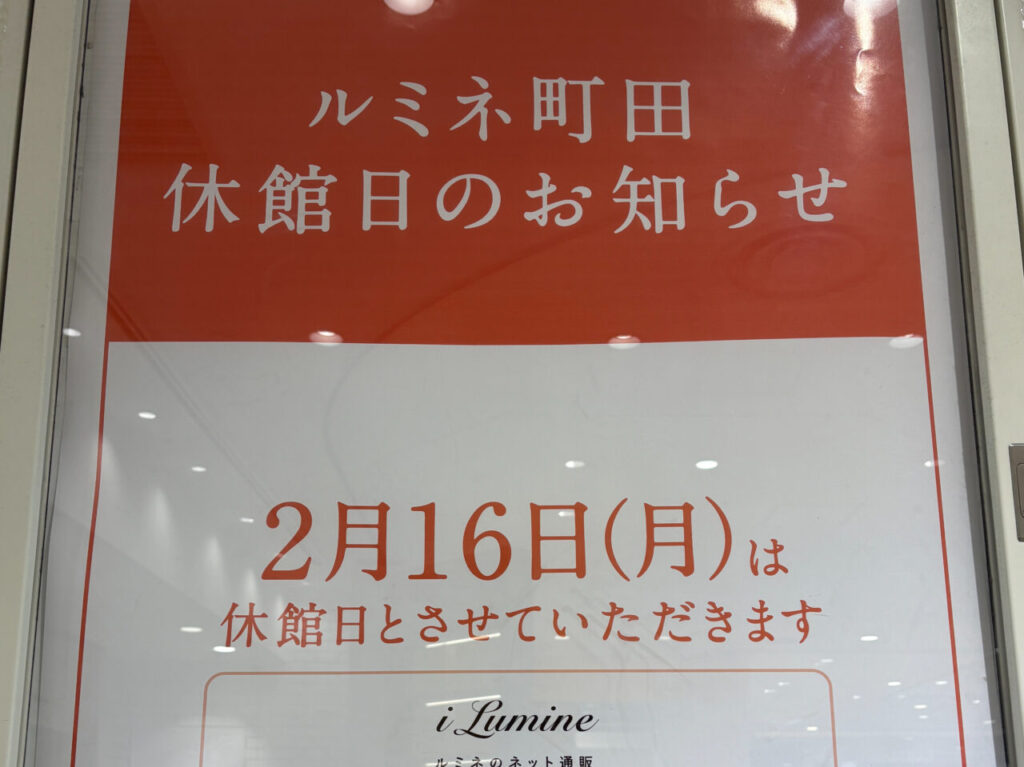 ルミネ町田
休館日のお知らせ
2月16日(月)は
休館日とさせていただきます
i Lumine
ルミネのネット通販